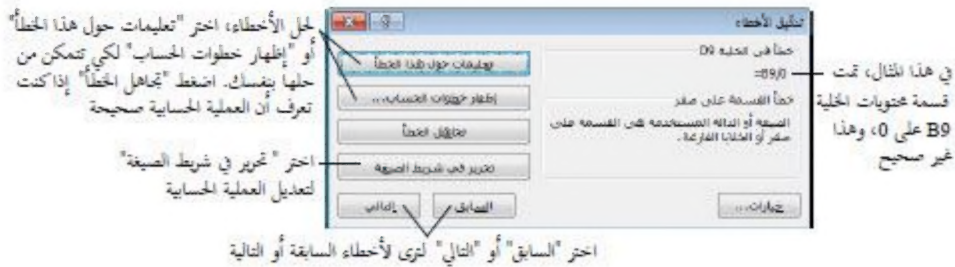 تدقيق الأخطاء
خطأ في الخلية D9
=B9/0
خطأ القسمة على صفر
الصيغة أو الدالة المستخدمة هي القسمة على
صفر أو الخلايا الفارغة.
تعليمات حول هذا الخطأ
إظهار خطوات الحساب...
تجاهل الخطأ
تحرير في شريط الصيغة
خيارات...
السابق
التالي
في هذا المثال، تمت
قسمة محتويات الخلية
B9 على 0، وهذا
غير صحيح
لحل الأخطاء، اختر "تعليمات حول هذا الخطأ"
أو "إظهار خطوات الحساب" لكي تتمكن من
حلها بنفسك. اضغط "تجاهل الخطأ" إذا كنت
تعرف أن العملية الحسابية صحيحة
اختر " تحرير في شريط الصيغة"
لتعديل العملية الحسابية
اختر "السابق" أو "التالي" لترى لأخطاء السابقة أو التالية